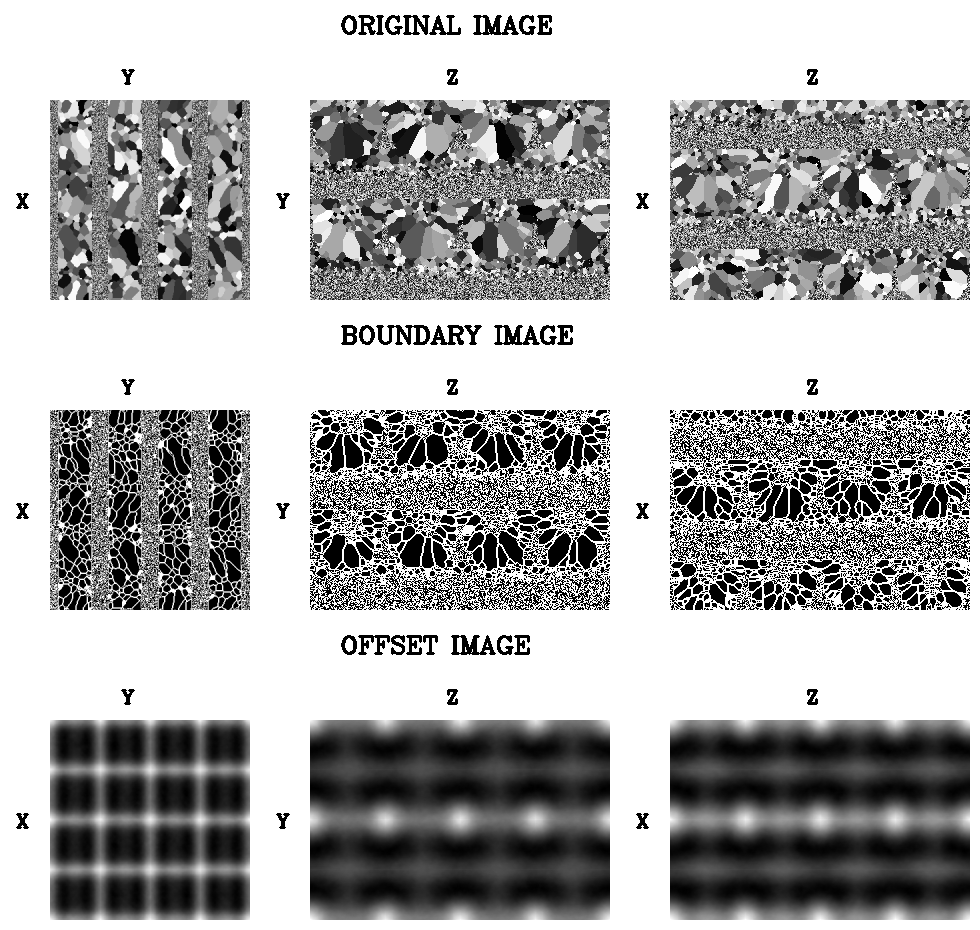 ORIGINAL IMAGE
Y Z Z
X Y X
BOUNDARY IMAGE
Y Z Z
X Y X
OFFSET IMAGE
Y Z Z
X Y X